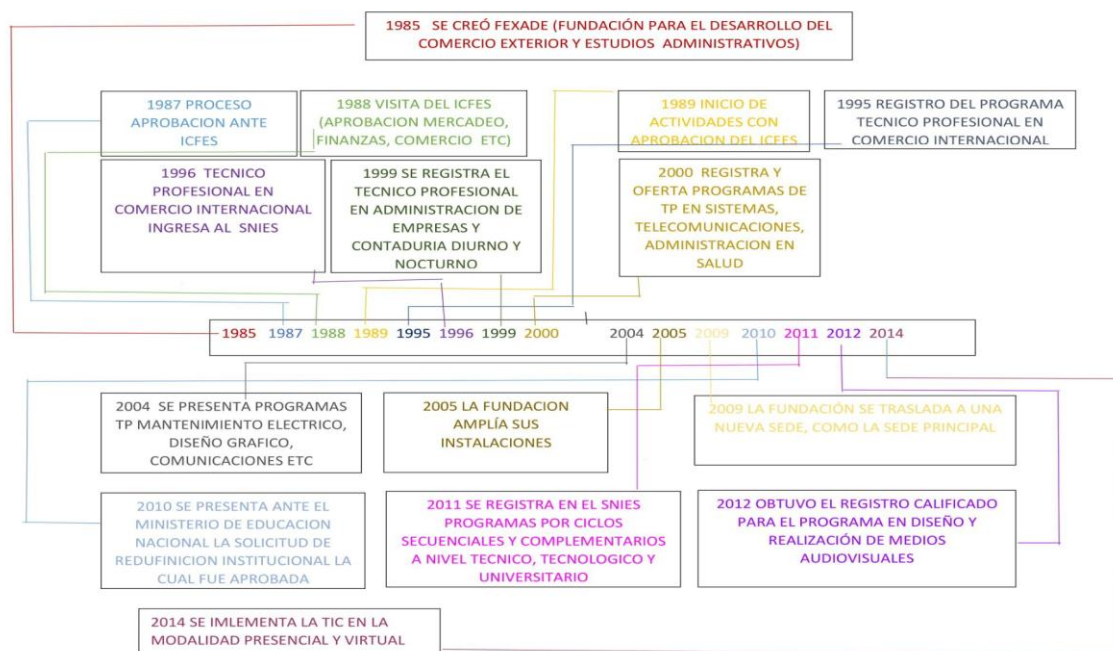 1985 SE CREÓ FEXADE (FUNDACIÓN PARA EL DESARROLLO DEL
COMERCIO EXTERIOR Y ESTUDIOS ADMINISTRATIVOS)
1987 PROCESO
APROBACION ANTE
ICFES
1988 VISITA DEL ICFES
(APROBACION MERCADEO,
FINANZAS, COMERCIO ETC)
1989 INICIO DE
ACTIVIDADES CON
APROBACION DEL ICFES
1995 REGISTRO DEL PROGRAMA
TECNICO PROFESIONAL EN
COMERCIO INTERNACIONAL
1996 TECNICO
PROFESIONAL EN
COMERCIO INTERNACIONAL
INGRESA AL SNIES
1999 SE REGISTRA EL
TECNICO PROFESIONAL
EN ADMINISTRACION DE
EMPRESAS Y
CONTADURIA DIURNO Y
NOCTURNO
2000 REGISTRA Y
OFERTA PROGRAMAS DE
TP EN SISTEMAS,
TELECOMUNICACIONES,
ADMINISTRACION EN
SALUD
1985 1987 1988 1989 1995 1996 1999 2000 2004 2005 2009 2010 2011 2012 2014
2004 SE PRESENTA PROGRAMAS
TP MANTENIMIENTO ELECTRICO,
DISEÑO GRAFICO,
COMUNICACIONES ETC
2005 LA FUNDACION
AMPLÍA SUS
INSTALACIONES
2009 LA FUNDACIÓN SE TRASLADA A UNA
NUEVA SEDE, COMO LA SEDE PRINCIPAL
2010 SE PRESENTA ANTE EL
MINISTERIO DE EDUCACION
NACIONAL LA SOLICITUD DE
REDUFINICION INSTITUCIONAL LA
CUAL FUE APROBADA
2011 SE REGISTRA EN EL SNIES
PROGRAMAS POR CICLOS
SECUENCIALES Y COMPLEMENTARIOS
A NIVEL TECNICO, TECNOLOGICO Y
UNIVERSITARIO
2012 OBTUVO EL REGISTRO CALIFICADO
PARA EL PROGRAMA EN DISEÑO Y
REALIZACIÓN DE MEDIOS
AUDIOVISUALES
2014 SE IMLEMENTA LA TIC EN LA
MODALIDAD PRESENCIAL Y VIRTUAL